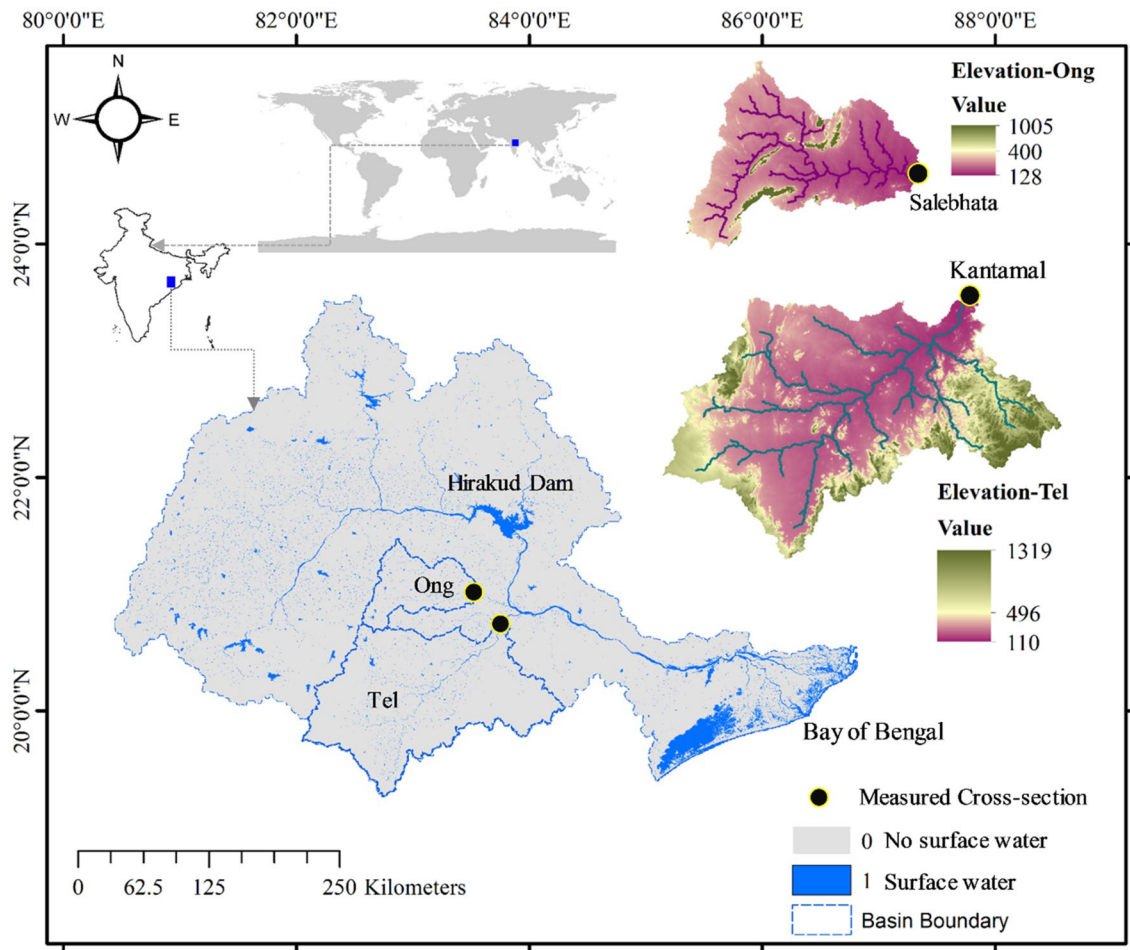 80°0'0"E
82°0'0"E
84°0'0"E
86°0'0"E
88°0'0"E
24°0'0"N
22°0'0"N
20°0'0"N
N
W
E
S
Elevation-Ong
Value
1005
400
128
Salebhata
Kantamal
Elevation-Tel
Value
1319
496
110
Hirakud Dam
Ong
Tel
Bay of Bengal
Measured Cross-section
0 No surface water
1 Surface water
Basin Boundary
0 62.5 125 250 Kilometers